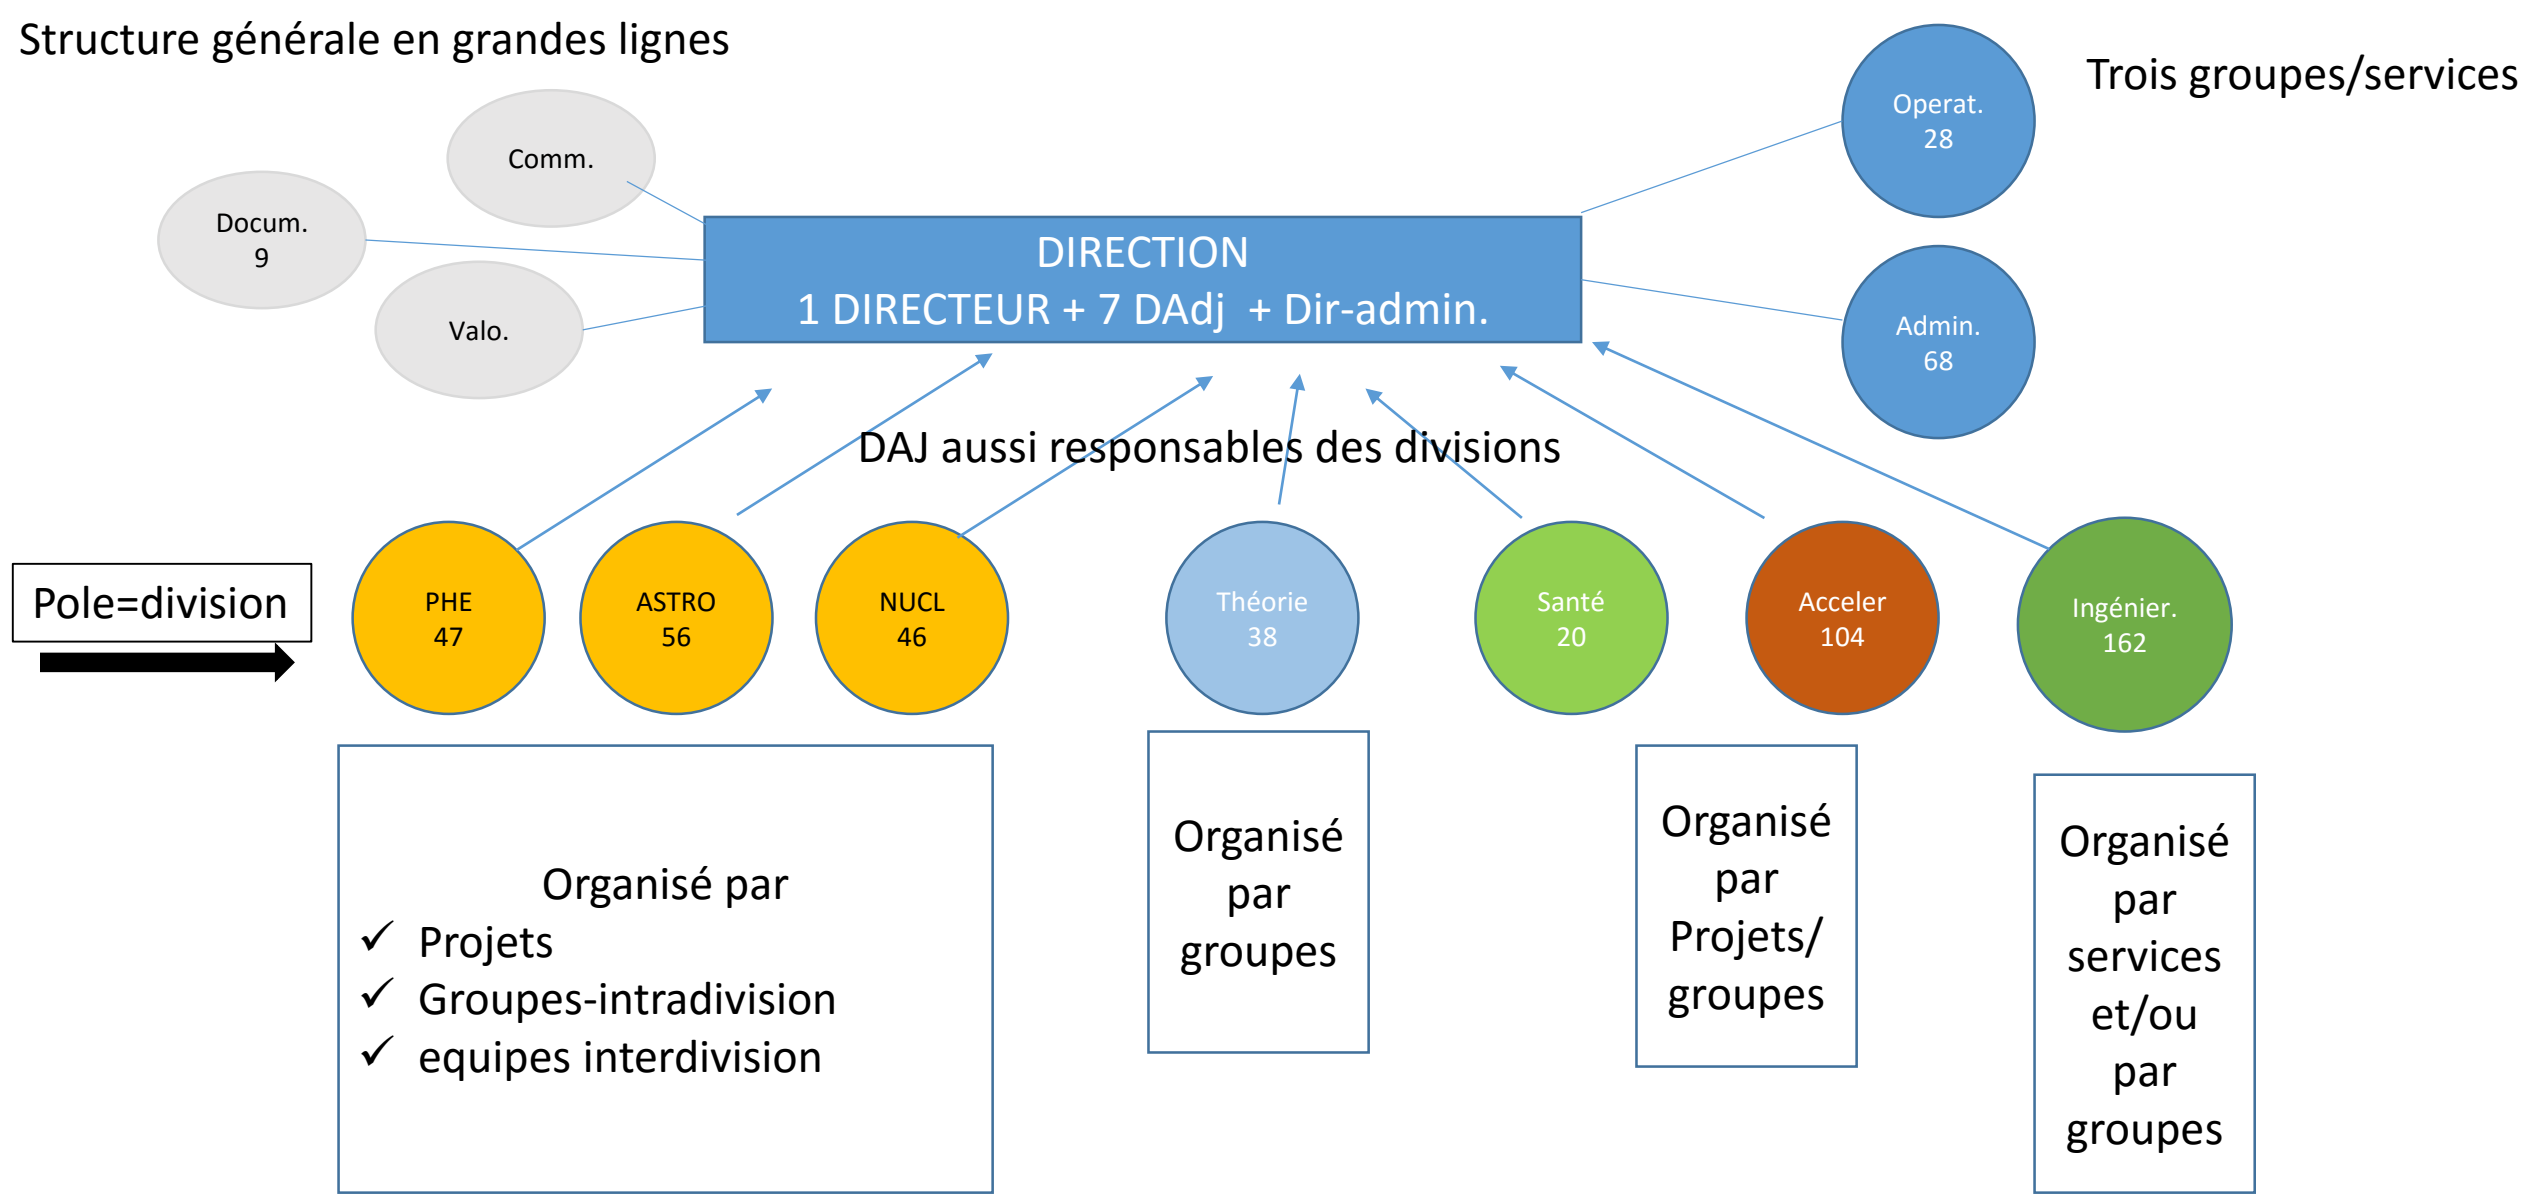 Structure générale en grandes lignes
Trois groupes/services
Operat.
28
Comm.
Docum.
9
Valo.
DIRECTION
1 DIRECTEUR + 7 DAdj + Dir-admin.
Admin.
68
DAJ aussi responsables des divisions
Pole=division
PHE
47
ASTRO
56
NUCL
46
Théorie
38
Santé
20
Acceler
104
Ingénier.
162
Organisé par
✓ Projets
✓ Groupes-intradivision
✓ equipes interdivision
Organisé
par
groupes
Organisé
par
Projets/
groupes
Organisé
par
services
et/ou
par
groupes